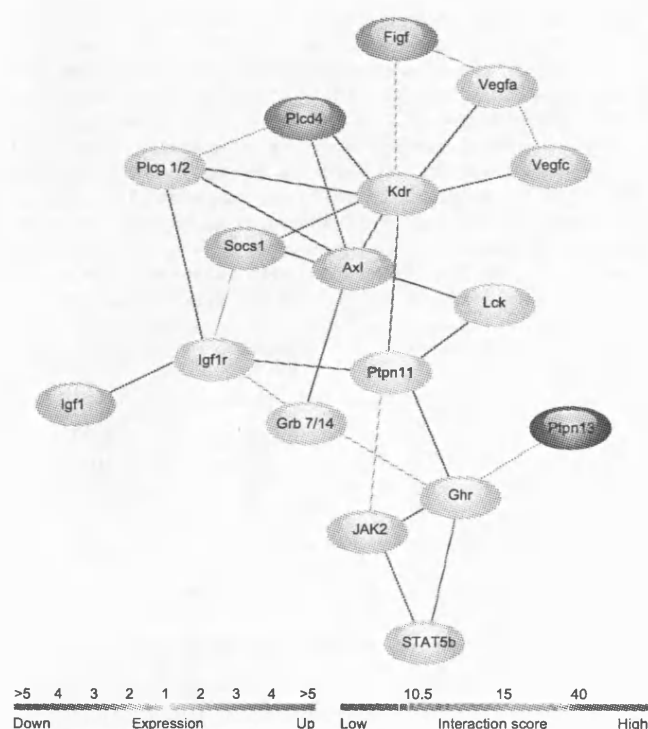 Figf
Vegfa
Plcd4
Plcg 1/2
Vegfc
Kdr
Socs1
Axl
Lck
Igf1r
Ptpn11
Igf1
Grb 7/14
Ptpn13
Ghr
JAK2
STAT5b
>5 4 3 2 1 2 3 4 >5
Down Expression Up
10.5 15 40
Low Interaction score High